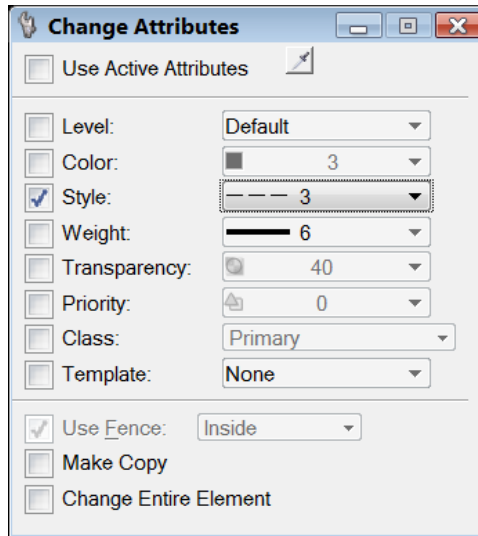 Change Attributes
Use Active Attributes
Level: Default
Color: 3
Style: 3
Weight: 6
Transparency: 40
Priority: 0
Class: Primary
Template: None
Use Fence: Inside
Make Copy
Change Entire Element